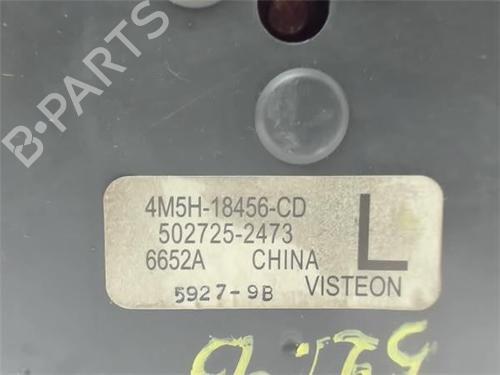 B-PARTS
4M5H-18456-CD
502725-2473
6652A CHINA L
5927-9B VISTEON